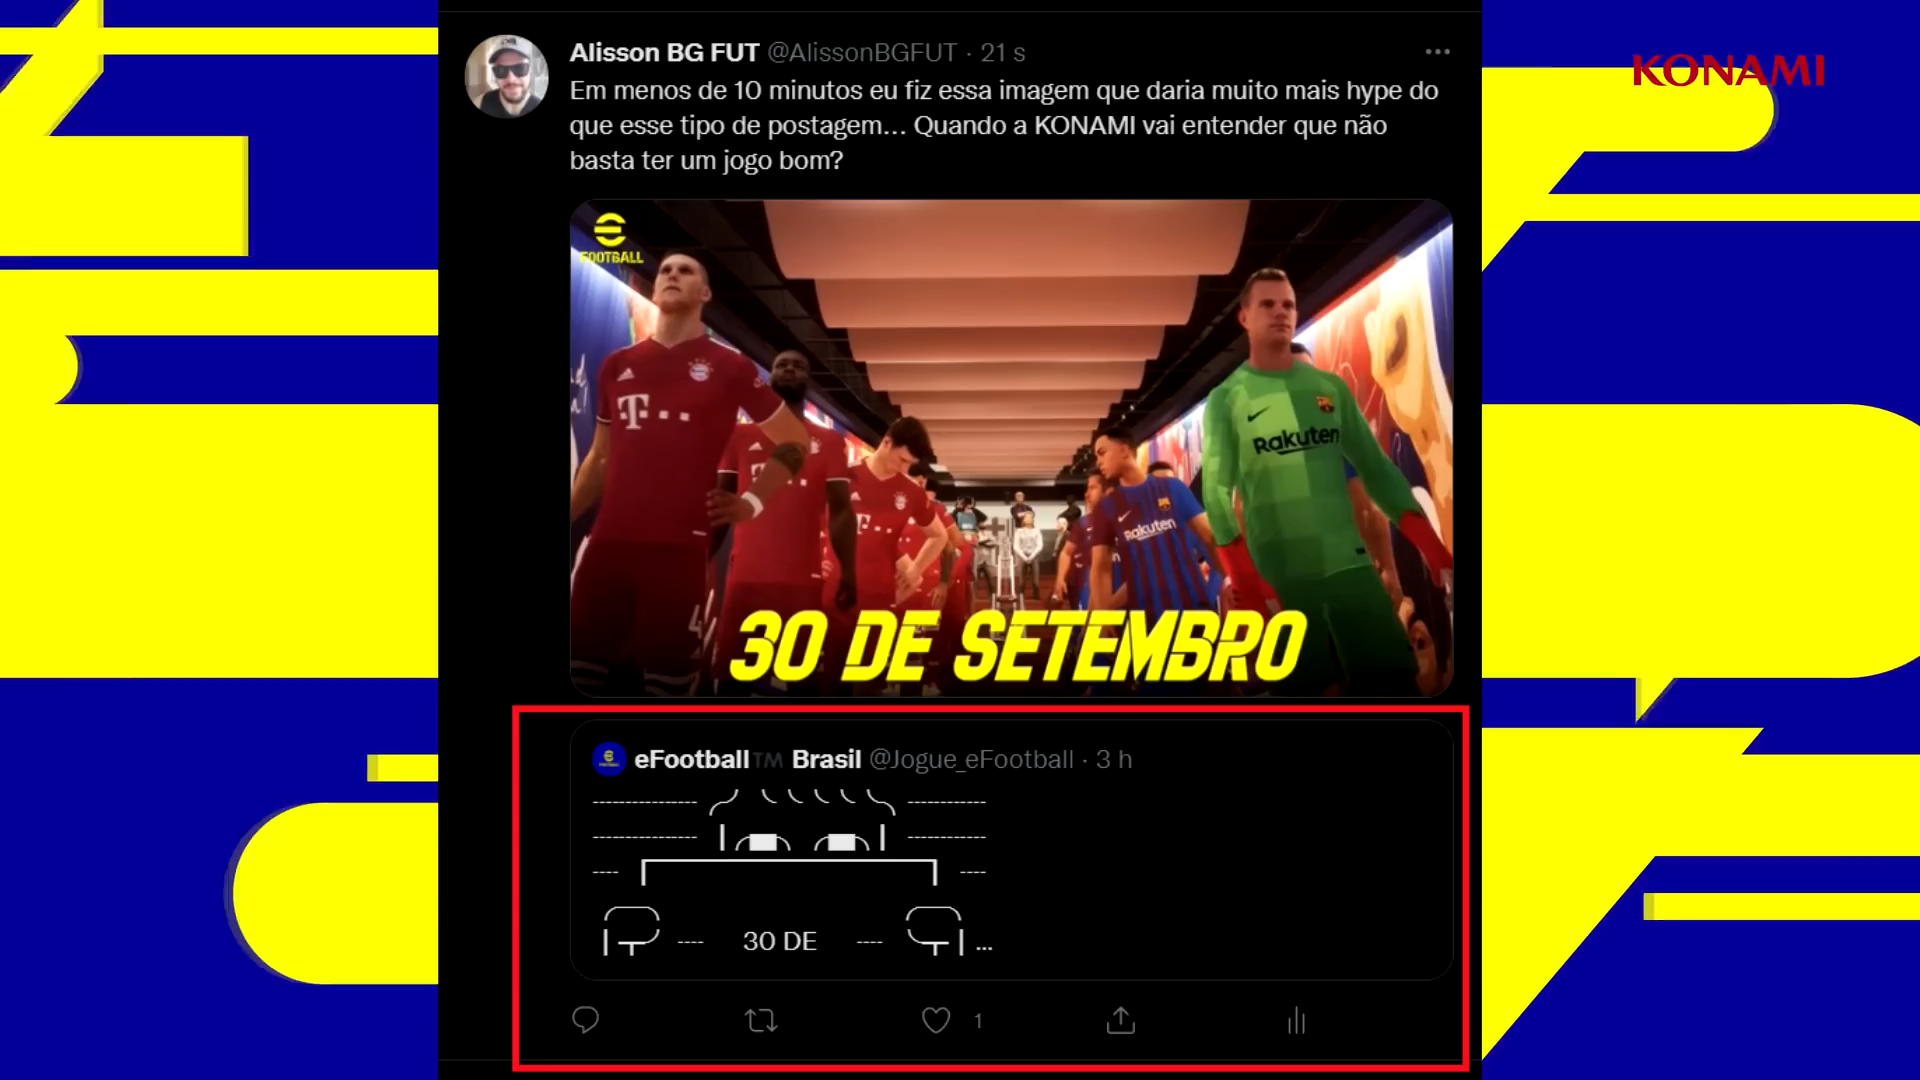 KONAMI
Alisson BG FUT @AlissonBGFUT · 21 s
Em menos de 10 minutos eu fiz essa imagem que daria muito mais hype do
que esse tipo de postagem... Quando a KONAMI vai entender que não
basta ter um jogo bom?
FOOTBALL
T
T
T
4
Rakuten
Rakuten
30 DE SETEMBRO
eFootball™ Brasil @Jogue_eFootball · 3 h
30 DE
...
1